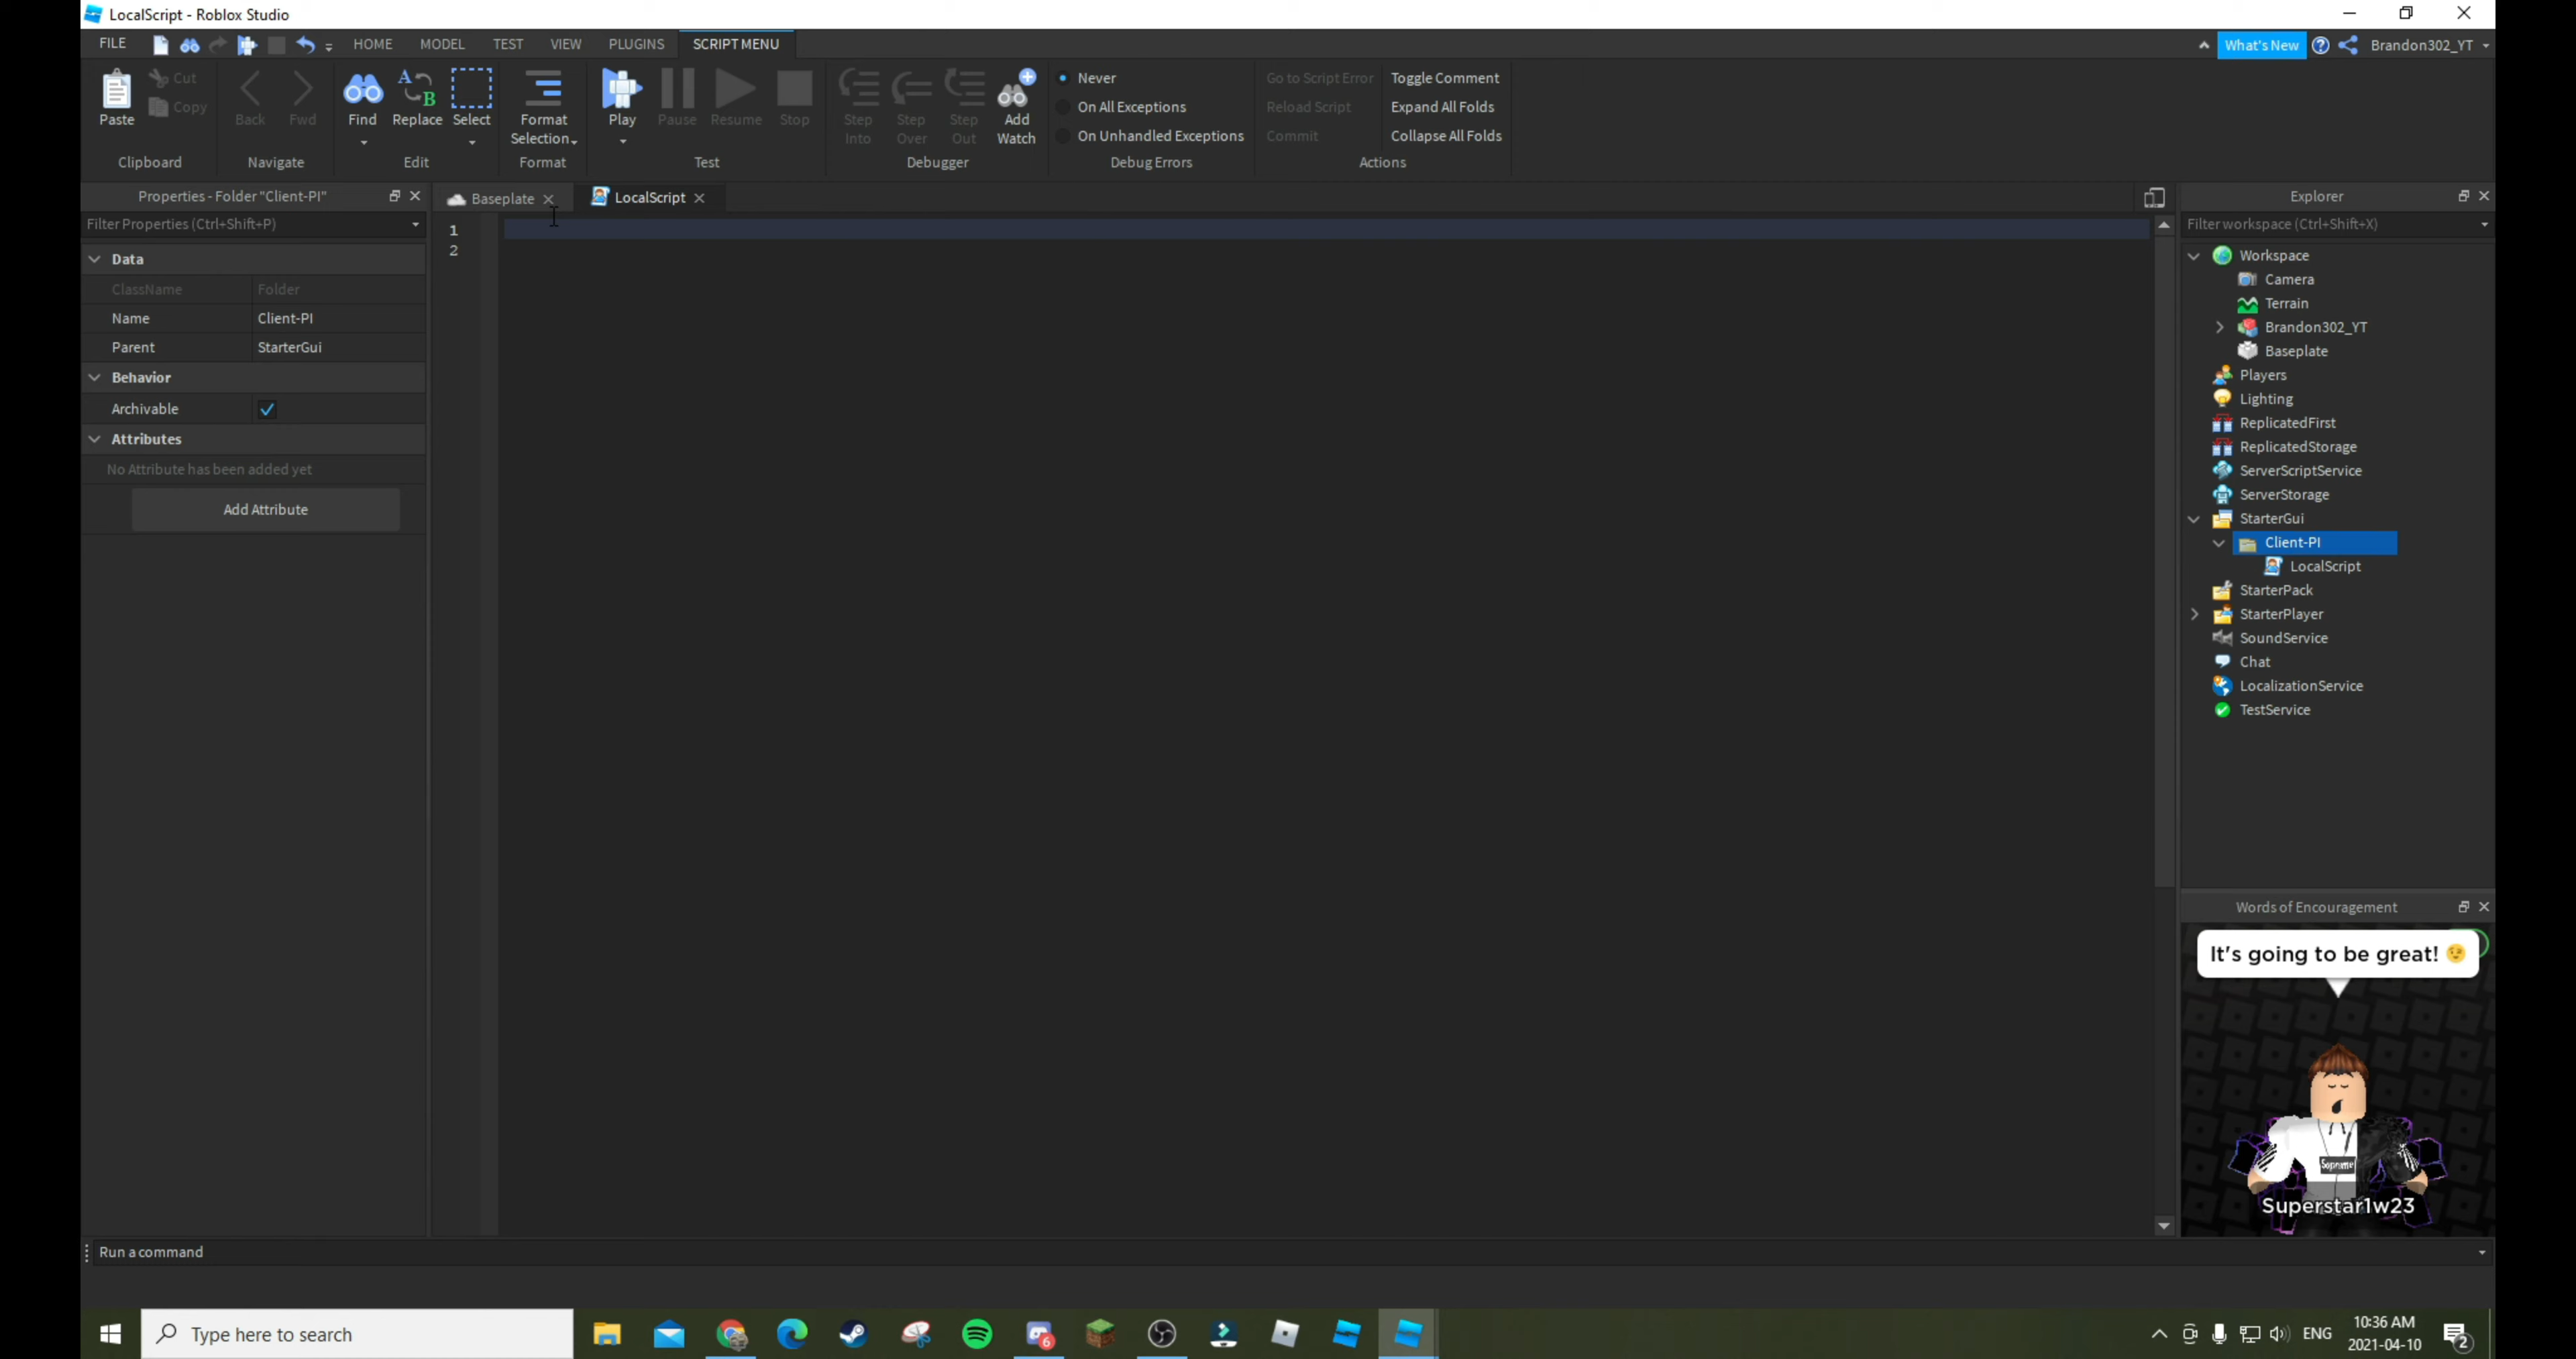 LocalScript - Roblox Studio
FILE HOME MODEL TEST VIEW PLUGINS SCRIPT MENU What's New Brandon302_YT
Paste Cut Copy Back Fwd Find Replace Select Format Selection Play Pause Resume Stop Step Into Step Over Step Out Add Watch
Never
On All Exceptions
On Unhandled Exceptions
Go to Script Error
Reload Script
Commit
Toggle Comment
Expand All Folds
Collapse All Folds
Clipboard Navigate Edit Format Test Debugger Debug Errors Actions
Properties - Folder "Client-PI"
Filter Properties (Ctrl+Shift+P)
Data
ClassName Folder
Name Client-PI
Parent StarterGui
Behavior
Archivable
Attributes
No Attribute has been added yet
Add Attribute
Baseplate LocalScript
1
2
Explorer
Filter workspace (Ctrl+Shift+X)
Workspace
Camera
Terrain
Brandon302_YT
Baseplate
Players
Lighting
ReplicatedFirst
ReplicatedStorage
ServerScriptService
ServerStorage
StarterGui
Client-PI
LocalScript
StarterPack
StarterPlayer
SoundService
Chat
LocalizationService
TestService
Words of Encouragement
It's going to be great! 😉
Superstar1w23
Run a command
Type here to search
6
ENG
10:36 AM
2021-04-10
2